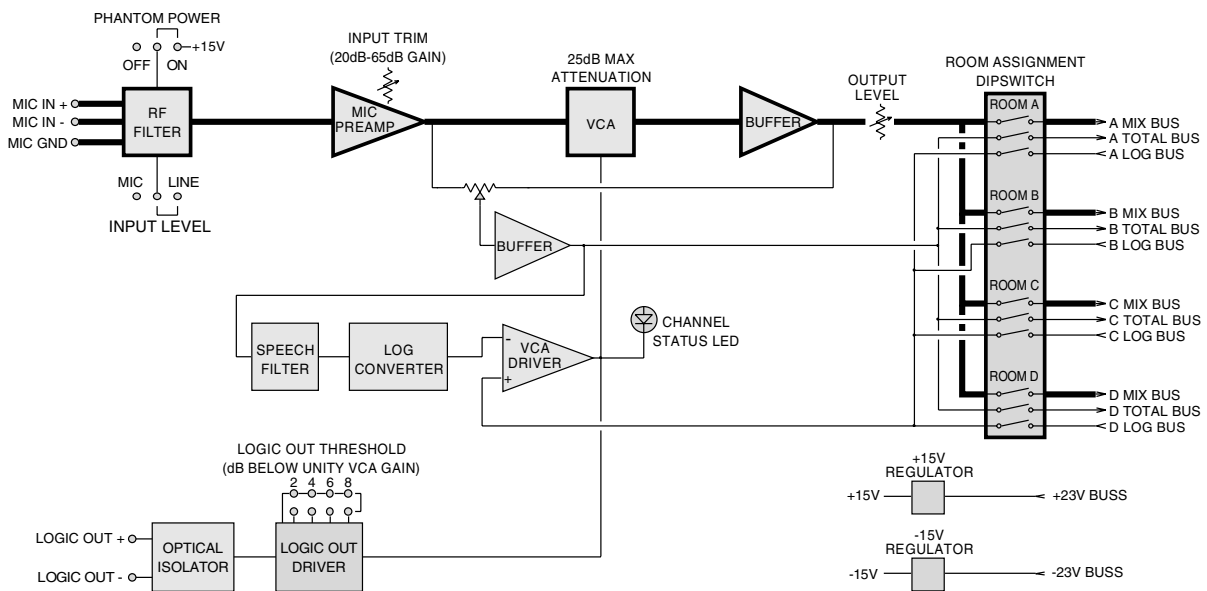 PHANTOM POWER
+15V
OFF
ON
MIC IN +
MIC IN -
MIC GND
RF
FILTER
MIC
LINE
INPUT LEVEL
INPUT TRIM
(20dB-65dB GAIN)
MIC
PREAMP
25dB MAX
ATTENUATION
VCA
BUFFER
OUTPUT
LEVEL
ROOM ASSIGNMENT
DIPSWITCH
ROOM A
A MIX BUS
A TOTAL BUS
A LOG BUS
ROOM B
B MIX BUS
B TOTAL BUS
B LOG BUS
ROOM C
C MIX BUS
C TOTAL BUS
C LOG BUS
ROOM D
D MIX BUS
D TOTAL BUS
D LOG BUS
BUFFER
SPEECH
FILTER
LOG
CONVERTER
-
+
VCA
DRIVER
CHANNEL
STATUS LED
LOGIC OUT THRESHOLD
(dB BELOW UNITY VCA GAIN)
2 4 6 8
LOGIC OUT +
LOGIC OUT -
OPTICAL
ISOLATOR
LOGIC OUT
DRIVER
+15V
REGULATOR
+15V
+23V BUSS
-15V
REGULATOR
-15V
-23V BUSS